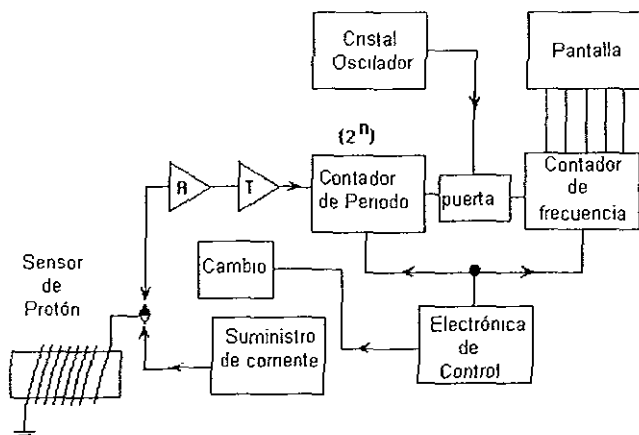 Cristal
Oscilador
Pantalla
(2^n)
A
T
Contador
de Periodo
puerta
Contador
de
frecuencia
Sensor
de
Protón
Cambio
Suministro
de corriente
Electrónica
de
Control